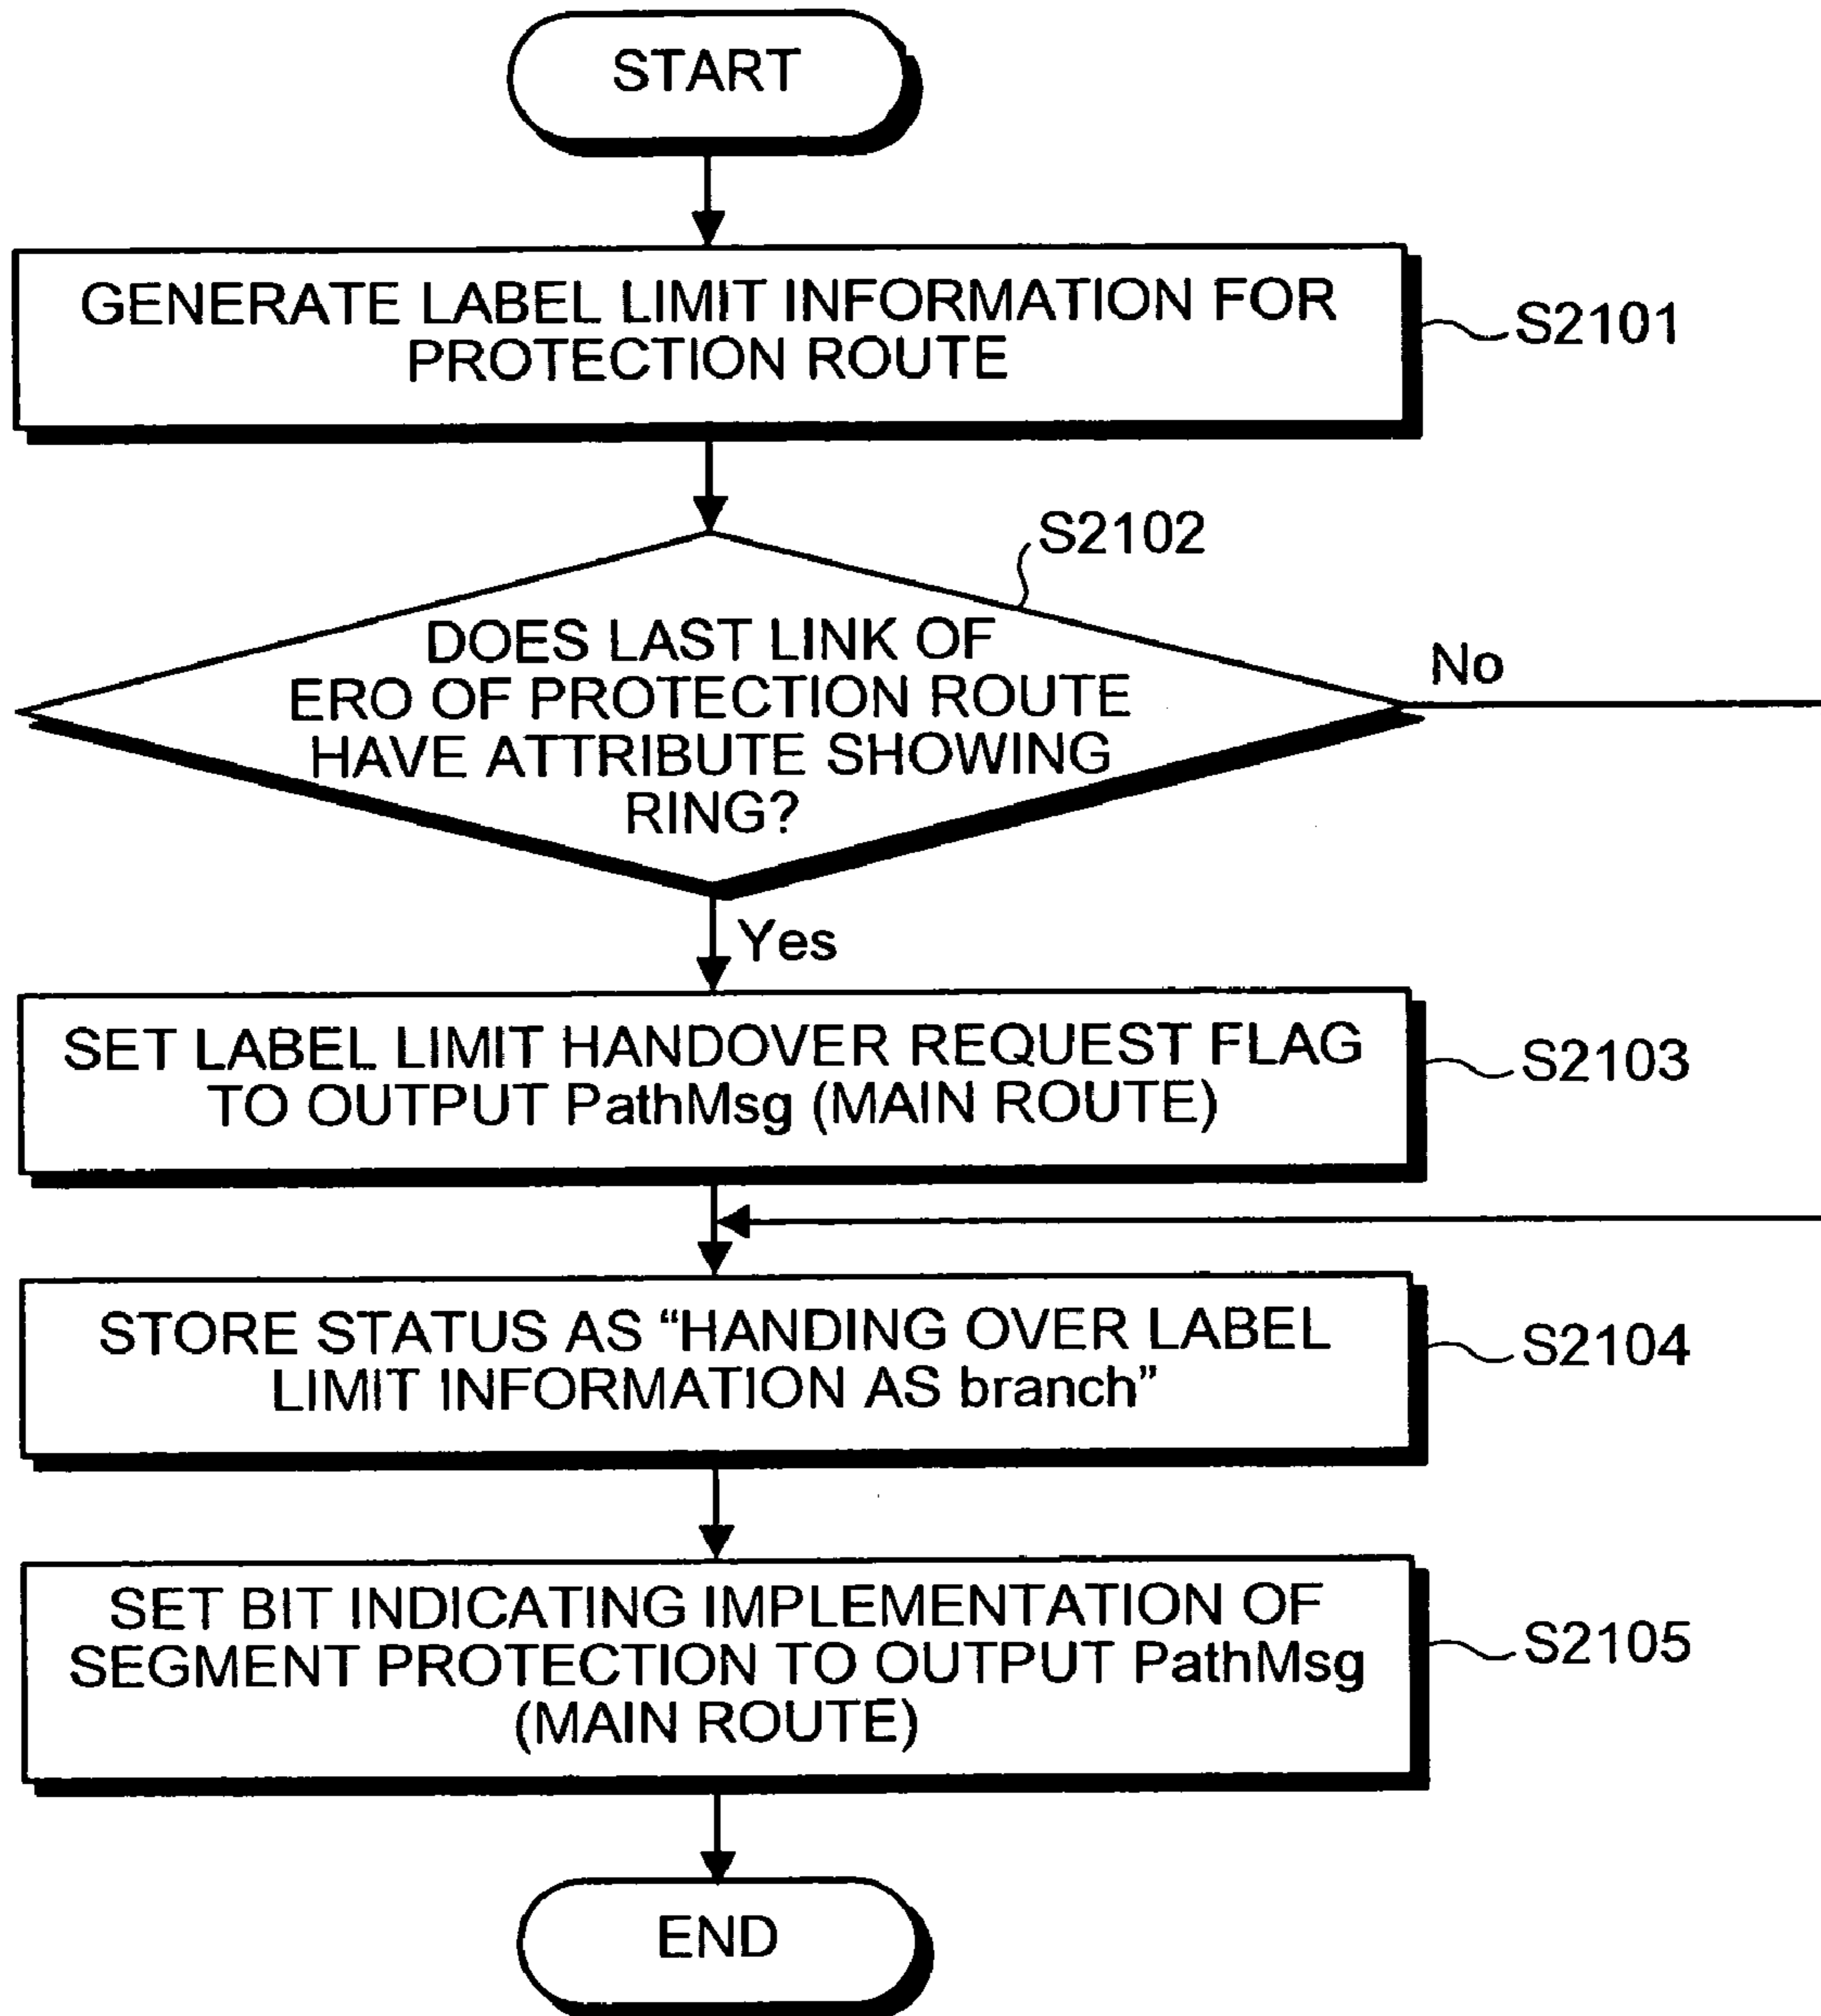 START
GENERATE LABEL LIMIT INFORMATION FOR
PROTECTION ROUTE
S2101
S2102
DOES LAST LINK OF
ERO OF PROTECTION ROUTE
HAVE ATTRIBUTE SHOWING
RING?
No
Yes
SET LABEL LIMIT HANDOVER REQUEST FLAG
TO OUTPUT PathMsg (MAIN ROUTE)
S2103
STORE STATUS AS “HANDING OVER LABEL
LIMIT INFORMATION AS branch”
S2104
SET BIT INDICATING IMPLEMENTATION OF
SEGMENT PROTECTION TO OUTPUT PathMsg
(MAIN ROUTE)
S2105
END